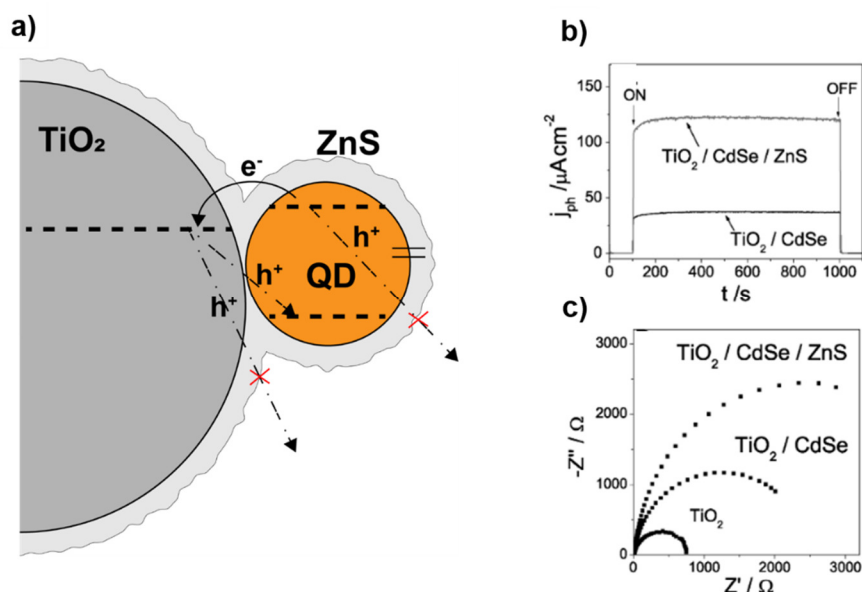 a)
TiO₂
ZnS
e⁻
h⁺
h⁺
QD
h⁺
b)
j_ph /μAcm⁻²
150
100
50
0
ON
OFF
TiO₂ / CdSe / ZnS
TiO₂ / CdSe
0 200 400 600 800 1000
t /s
c)
-Z'' / Ω
3000
2000
1000
0
TiO₂ / CdSe / ZnS
TiO₂ / CdSe
TiO₂
0 1000 2000 3000
Z' / Ω